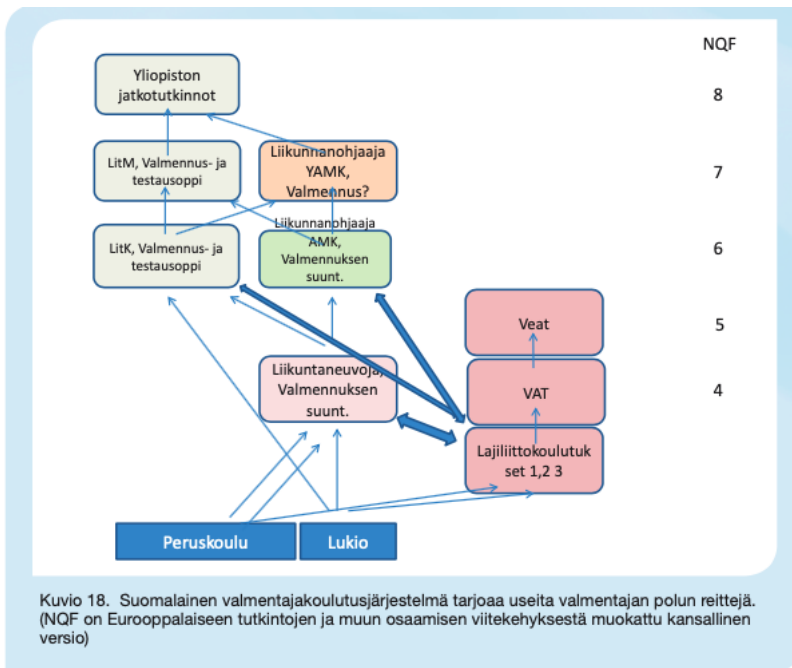 NQF
Yliopiston
jatkotutkinnot
8
LitM, Valmennus- ja
testausoppi
Liikunnanohjaaja
YAMK,
Valmennus?
7
LitK, Valmennus- ja
testausoppi
Liikunnanohjaaja
AMK,
Valmennuksen
suunt.
6
Veat
5
Liikuntaneuvoja,
Valmennuksen
suunt.
VAT
4
Lajiliittokoulutuk
set 1,2 3
Peruskoulu
Lukio
Kuvio 18. Suomalainen valmentajakoulutusjärjestelmä tarjoaa useita valmentajan polun reittejä.
(NQF on Eurooppalaiseen tutkintojen ja muun osaamisen viitekehyksestä muokattu kansallinen
versio)